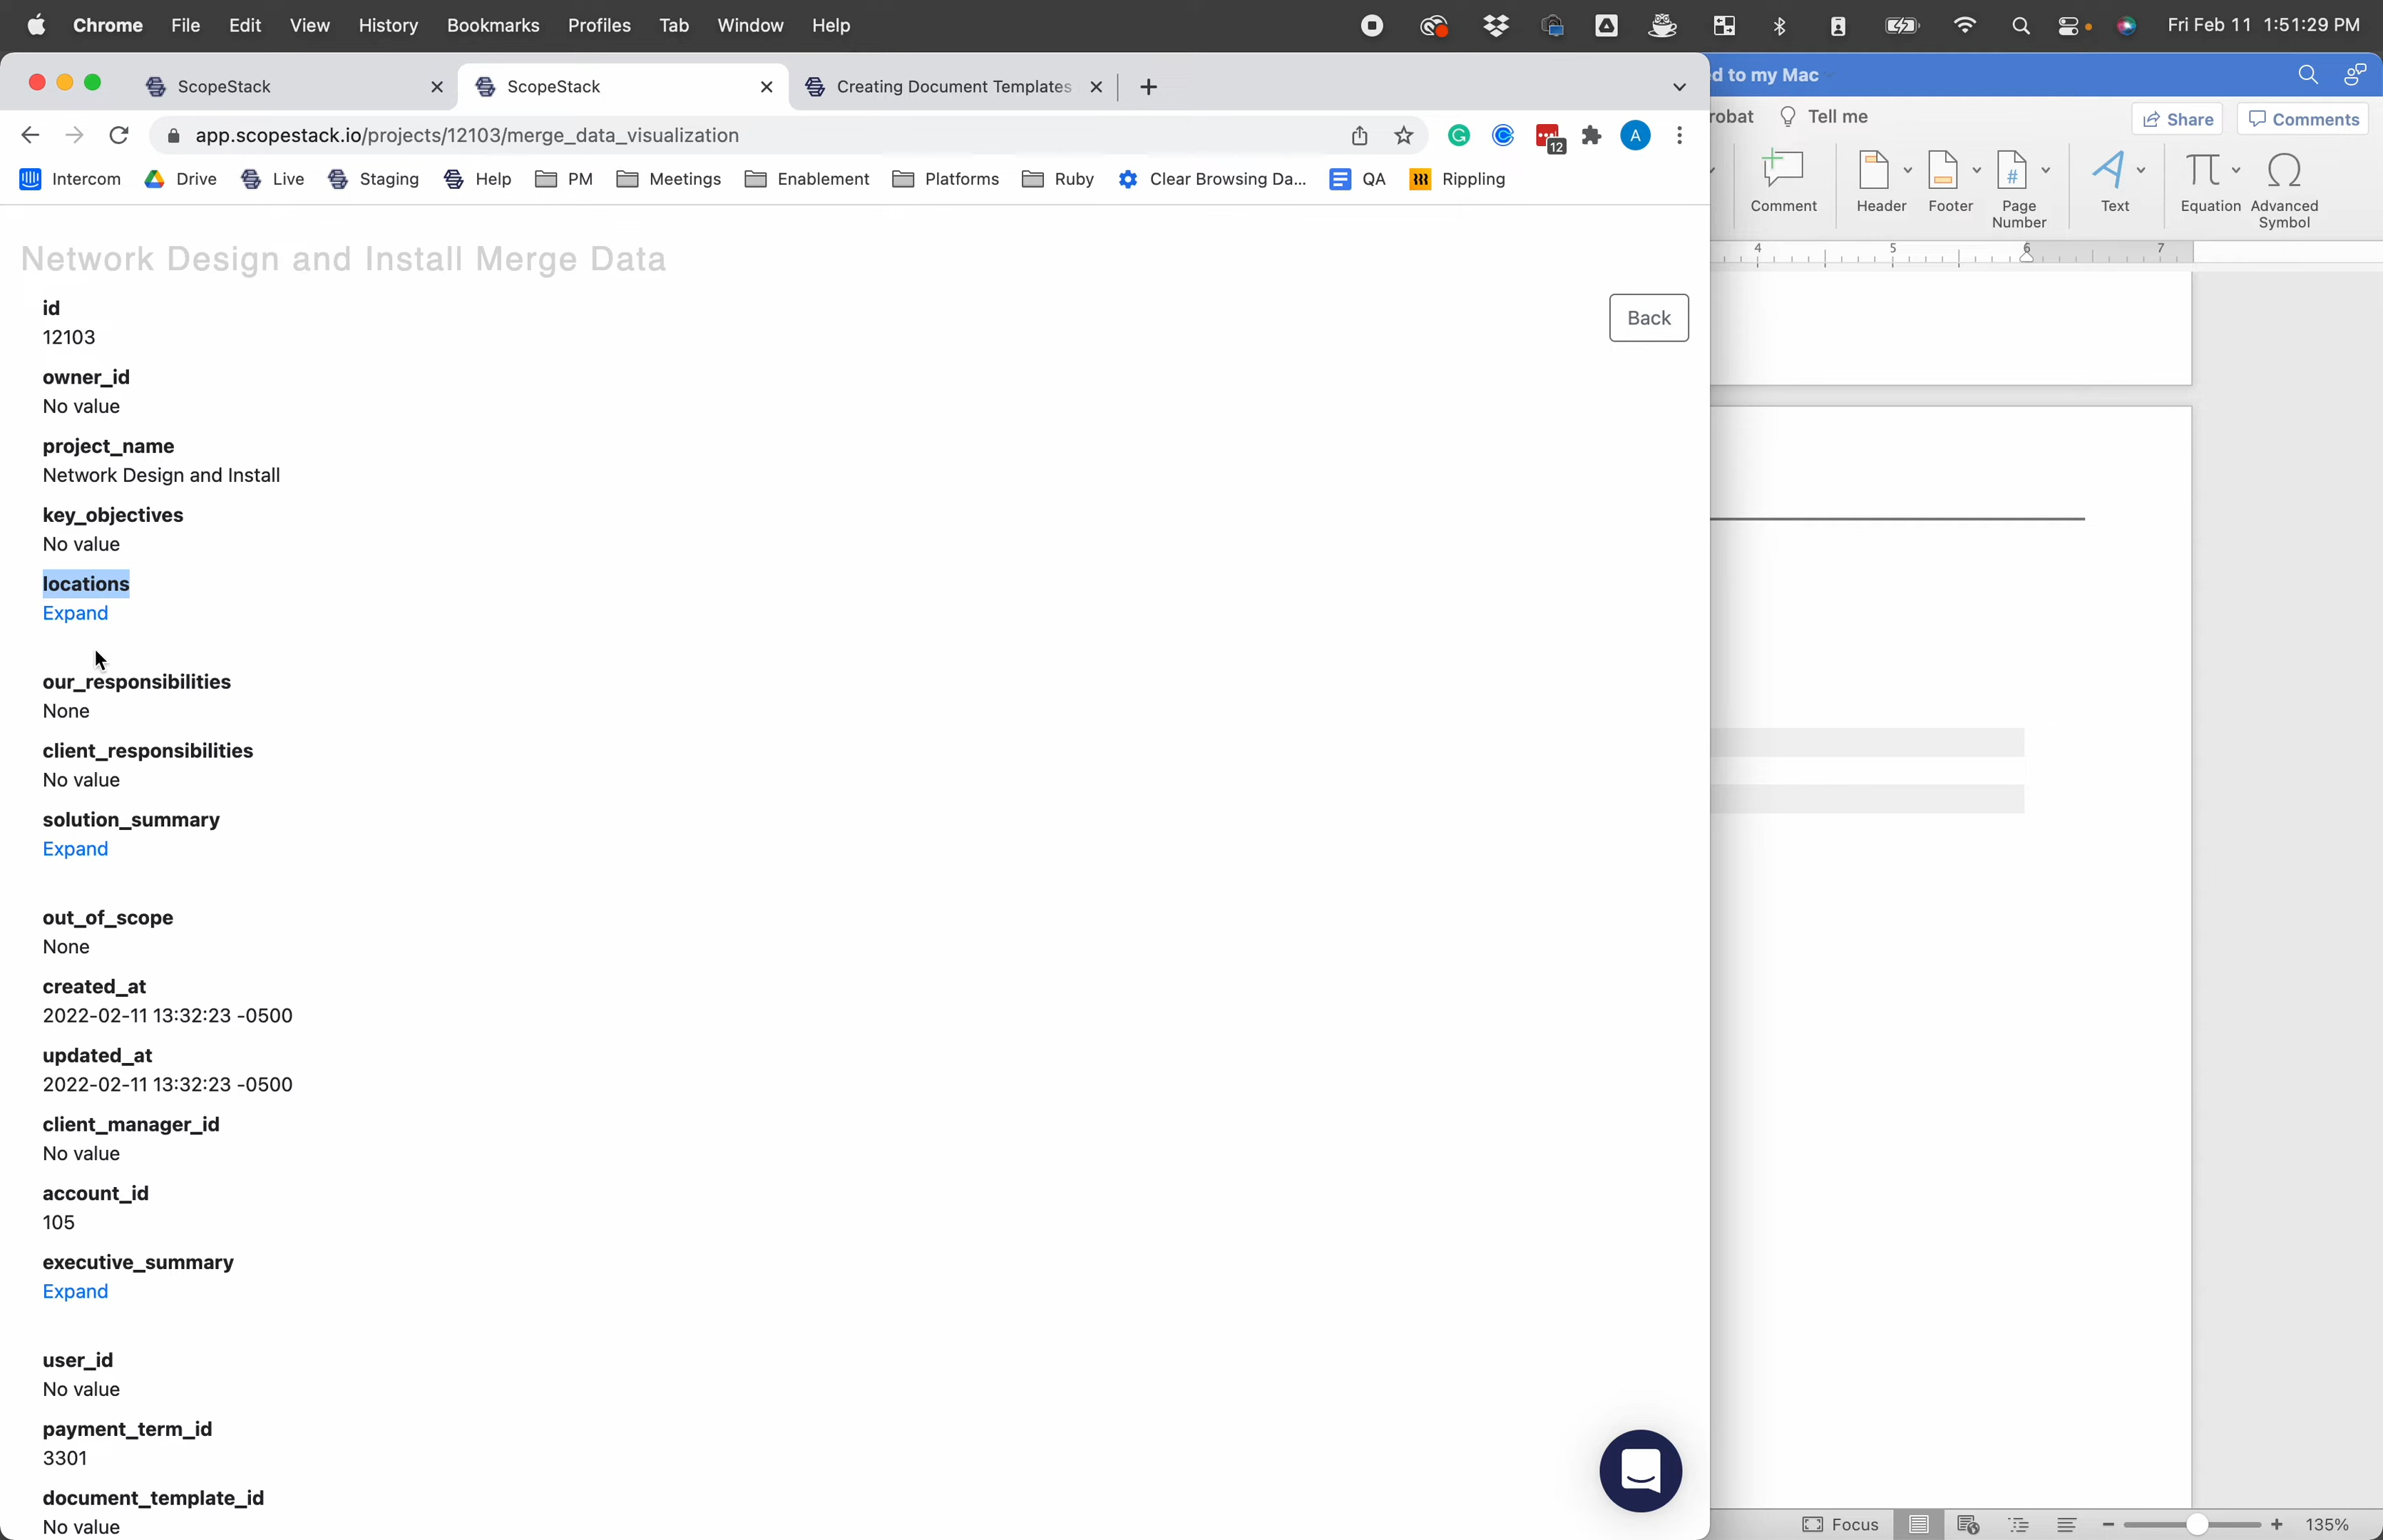 Chrome File Edit View History Bookmarks Profiles Tab Window Help Fri Feb 11 1:51:29 PM
ScopeStack ScopeStack Creating Document Templates
d to my Mac
app.scopestack.io/projects/12103/merge_data_visualization 12 A
robat Tell me Share Comments
Intercom Drive Live Staging Help PM Meetings Enablement Platforms Ruby Clear Browsing Da... QA Rippling
Comment Header Footer Page Number Text Equation Advanced Symbol
4 5 6 7
Network Design and Install Merge Data
Back
id
12103
owner_id
No value
project_name
Network Design and Install
key_objectives
No value
locations
Expand
our_responsibilities
None
client_responsibilities
No value
solution_summary
Expand
out_of_scope
None
created_at
2022-02-11 13:32:23 -0500
updated_at
2022-02-11 13:32:23 -0500
client_manager_id
No value
account_id
105
executive_summary
Expand
user_id
No value
payment_term_id
3301
document_template_id
No value
Focus 135%